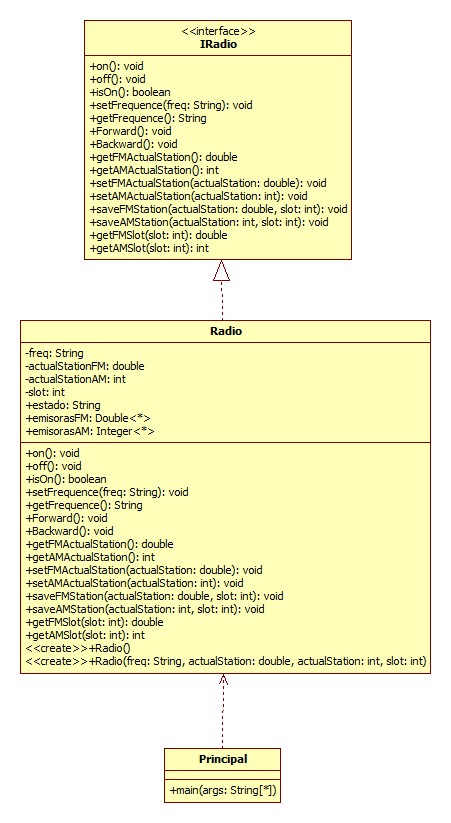 <<interface>>
IRadio
+on(): void
+off(): void
+isOn(): boolean
+setFrequence(freq: String): void
+getFrequence(): String
+Forward(): void
+Backward(): void
+getFMActualStation(): double
+getAMActualStation(): int
+setFMActualStation(actualStation: double): void
+setAMActualStation(actualStation: int): void
+saveFMStation(actualStation: double, slot: int): void
+saveAMStation(actualStation: int, slot: int): void
+getFMSlot(slot: int): double
+getAMSlot(slot: int): int
Radio
-freq: String
-actualStationFM: double
-actualStationAM: int
-slot: int
+estado: String
+emisorasFM: Double<*>
+emisorasAM: Integer<*>
+on(): void
+off(): void
+isOn(): boolean
+setFrequence(freq: String): void
+getFrequence(): String
+Forward(): void
+Backward(): void
+getFMActualStation(): double
+getAMActualStation(): int
+setFMActualStation(actualStation: double): void
+setAMActualStation(actualStation: int): void
+saveFMStation(actualStation: double, slot: int): void
+saveAMStation(actualStation: int, slot: int): void
+getFMSlot(slot: int): double
+getAMSlot(slot: int): int
<<create>>+Radio()
<<create>>+Radio(freq: String, actualStation: double, actualStation: int, slot: int)
Principal
+main(args: String[*])